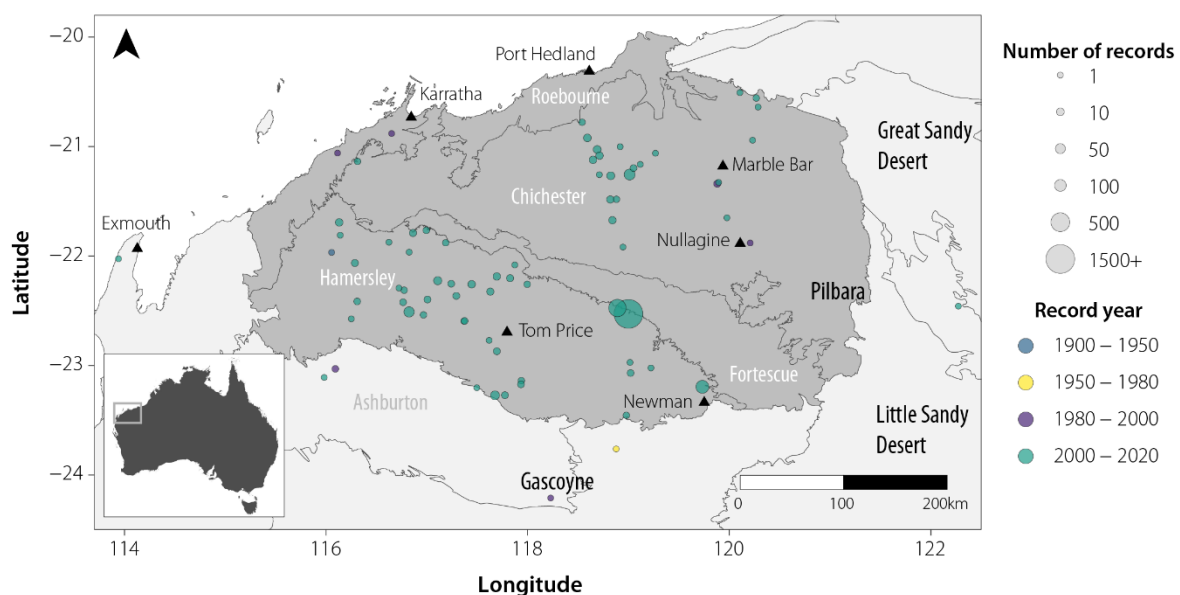 −20
−21
−22
−23
−24
Latitude
114
116
118
120
122
Longitude
Port Hedland
Karratha
Roebourne
Great Sandy
Desert
Marble Bar
Chichester
Exmouth
Nullagine
Hamersley
Pilbara
Tom Price
Fortescue
Ashburton
Newman
Little Sandy
Desert
Gascoyne
0 100 200km
Number of records
1
10
50
100
500
1500+
Record year
1900 – 1950
1950 – 1980
1980 – 2000
2000 – 2020